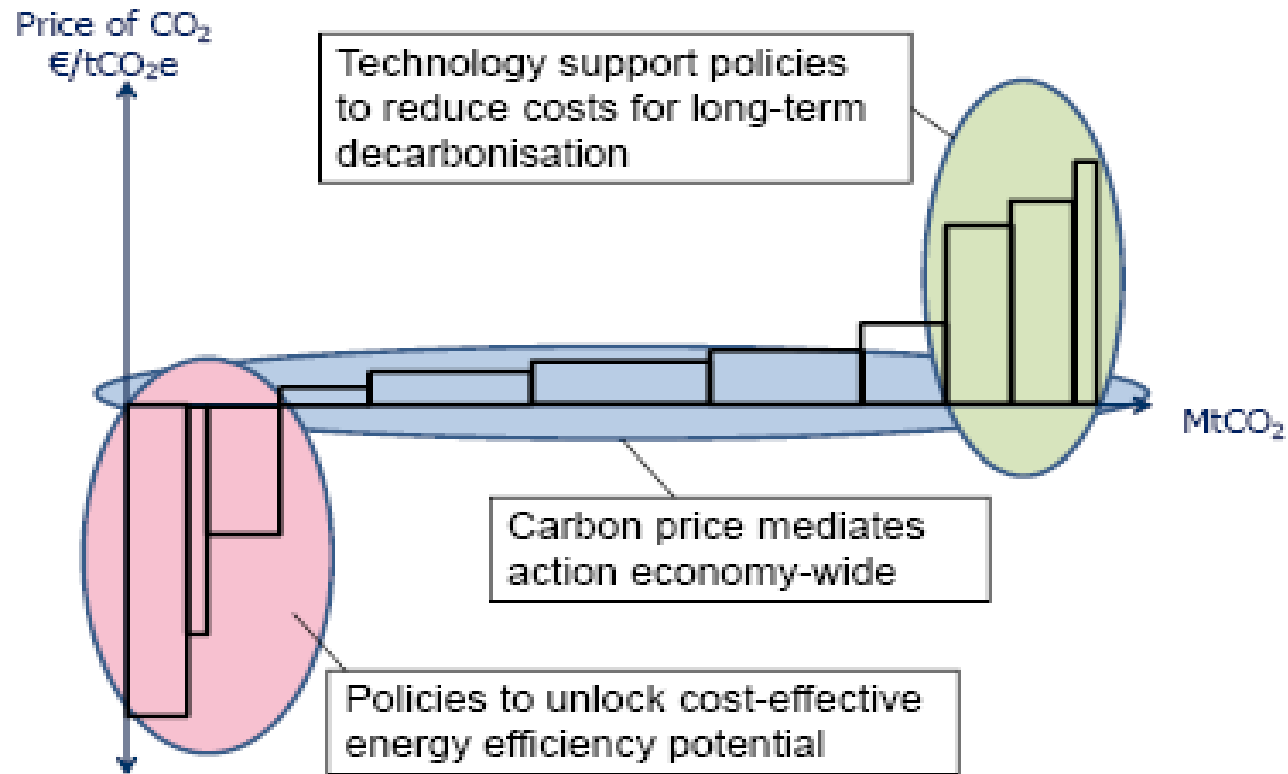 Price of CO₂
€/tCO₂e
Technology support policies
to reduce costs for long-term
decarbonisation
MtCO₂
Carbon price mediates
action economy-wide
Policies to unlock cost-effective
energy efficiency potential